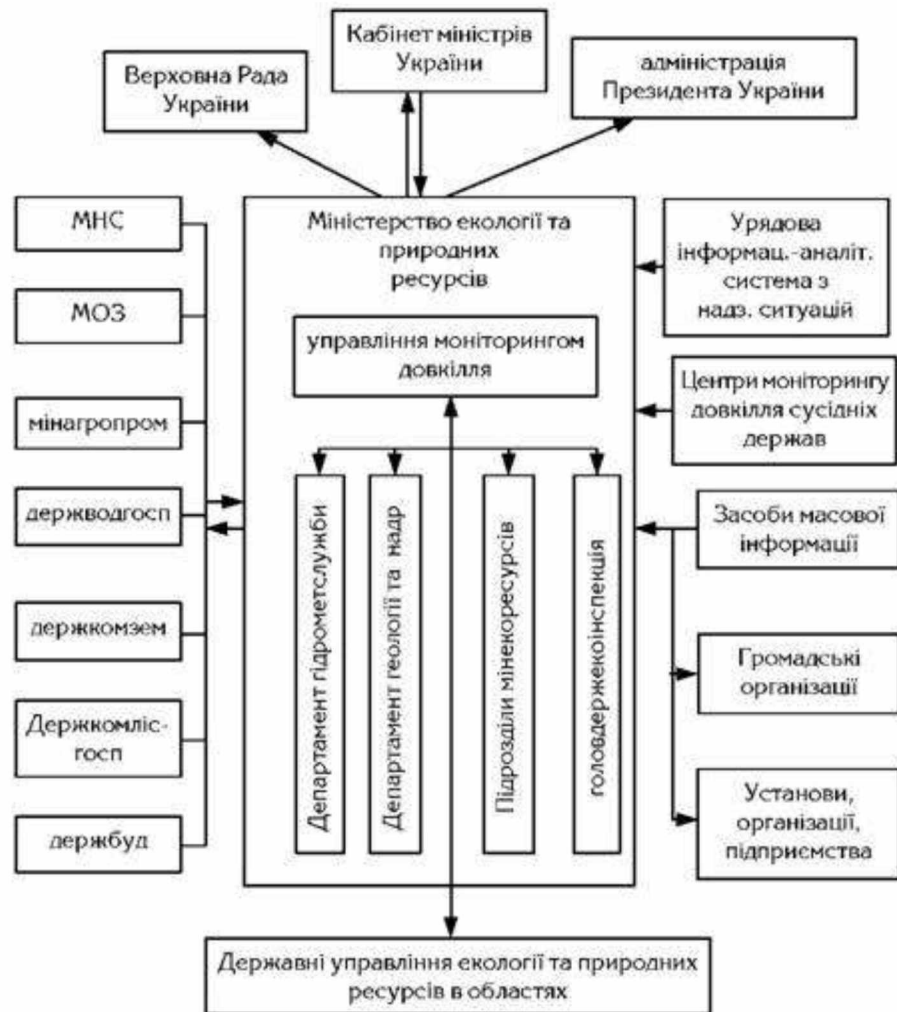 Кабінет міністрів
України
Верховна Рада
України
адміністрація
Президента України
МНС
МОЗ
мінагропром
держводгосп
держкомзем
Держкомліс-
госп
держбуд
Міністерство екології та
природних
ресурсів
управління моніторингом
довкілля
Департамент гідрометслужби
Департамент геології та надр
Підрозділи мінекоресурсів
головдержекоінспекція
Урядова
інформац.-аналіт.
система з
надз. ситуацій
Центри моніторингу
довкілля сусідніх
держав
Засоби масової
інформації
Громадські
організації
Установи,
організації,
підприємства
Державні управління екології та природних
ресурсів в областях